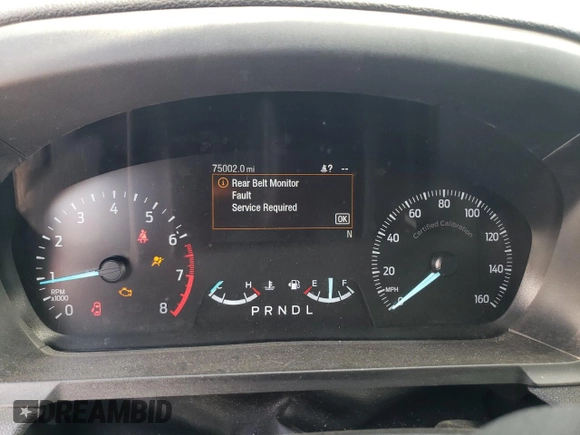 75002.0 mi
? --
Rear Belt Monitor
Fault
Service Required
OK
N
0
1
2
3
4
5
6
7
8
RPM
x1000
H
E
F
PRNDL
0
20
40
60
80
100
120
140
160
MPH
Certified Calibration
DREAMBID